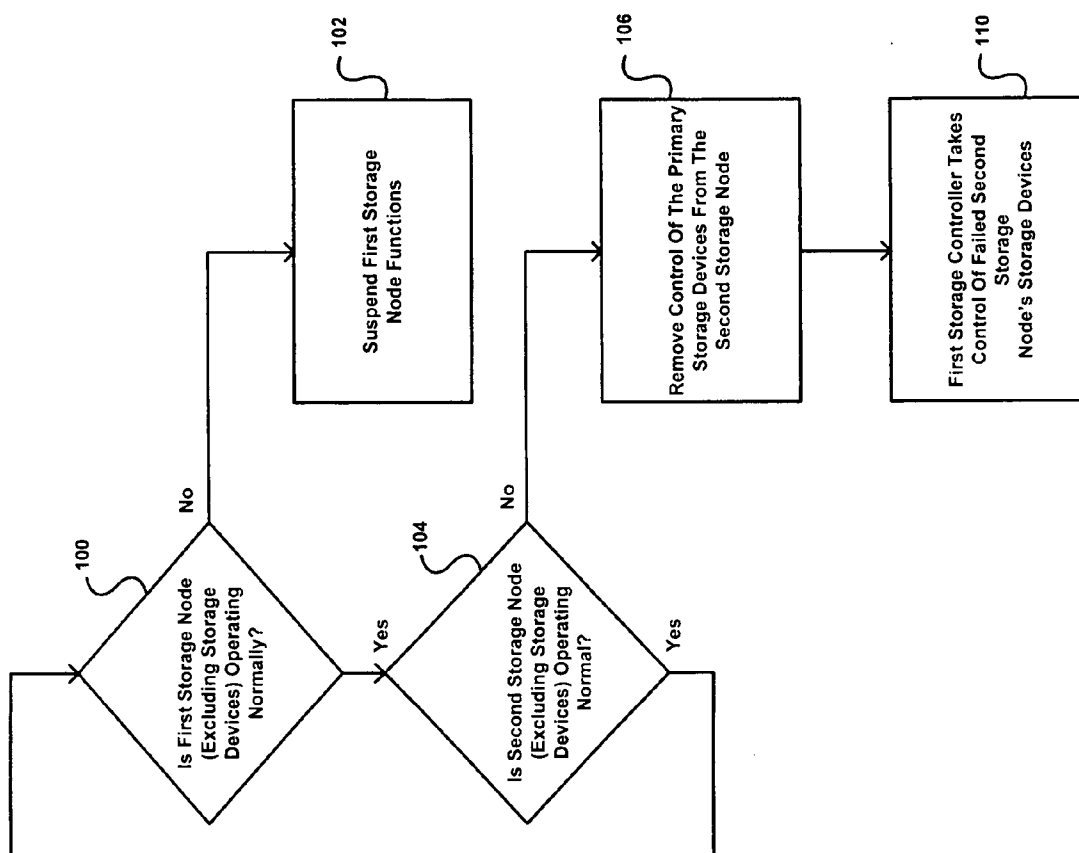 100
Is First Storage Node
(Excluding Storage
Devices) Operating
Normally?
No
102
Suspend First Storage
Node Functions
Yes
104
Is Second Storage Node
(Excluding Storage
Devices) Operating
Normal?
No
106
Remove Control Of The Primary
Storage Devices From The
Second Storage Node
Yes
110
First Storage Controller Takes
Control Of Failed Second
Storage
Node's Storage Devices